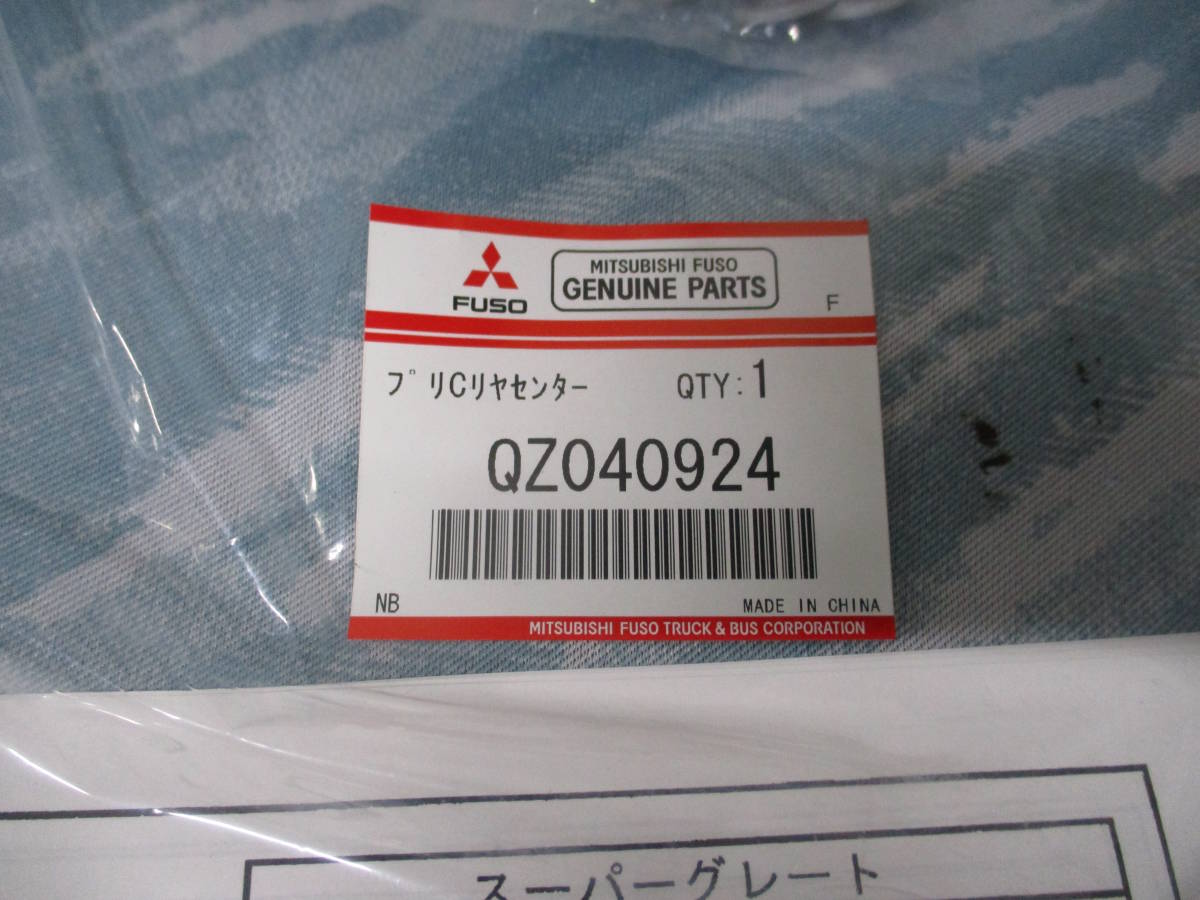 FUSO
MITSUBISHI FUSO
GENUINE PARTS
F
プリCリヤセンター QTY: 1
QZ040924
NB MADE IN CHINA
MITSUBISHI FUSO TRUCK & BUS CORPORATION
スーパーグレート